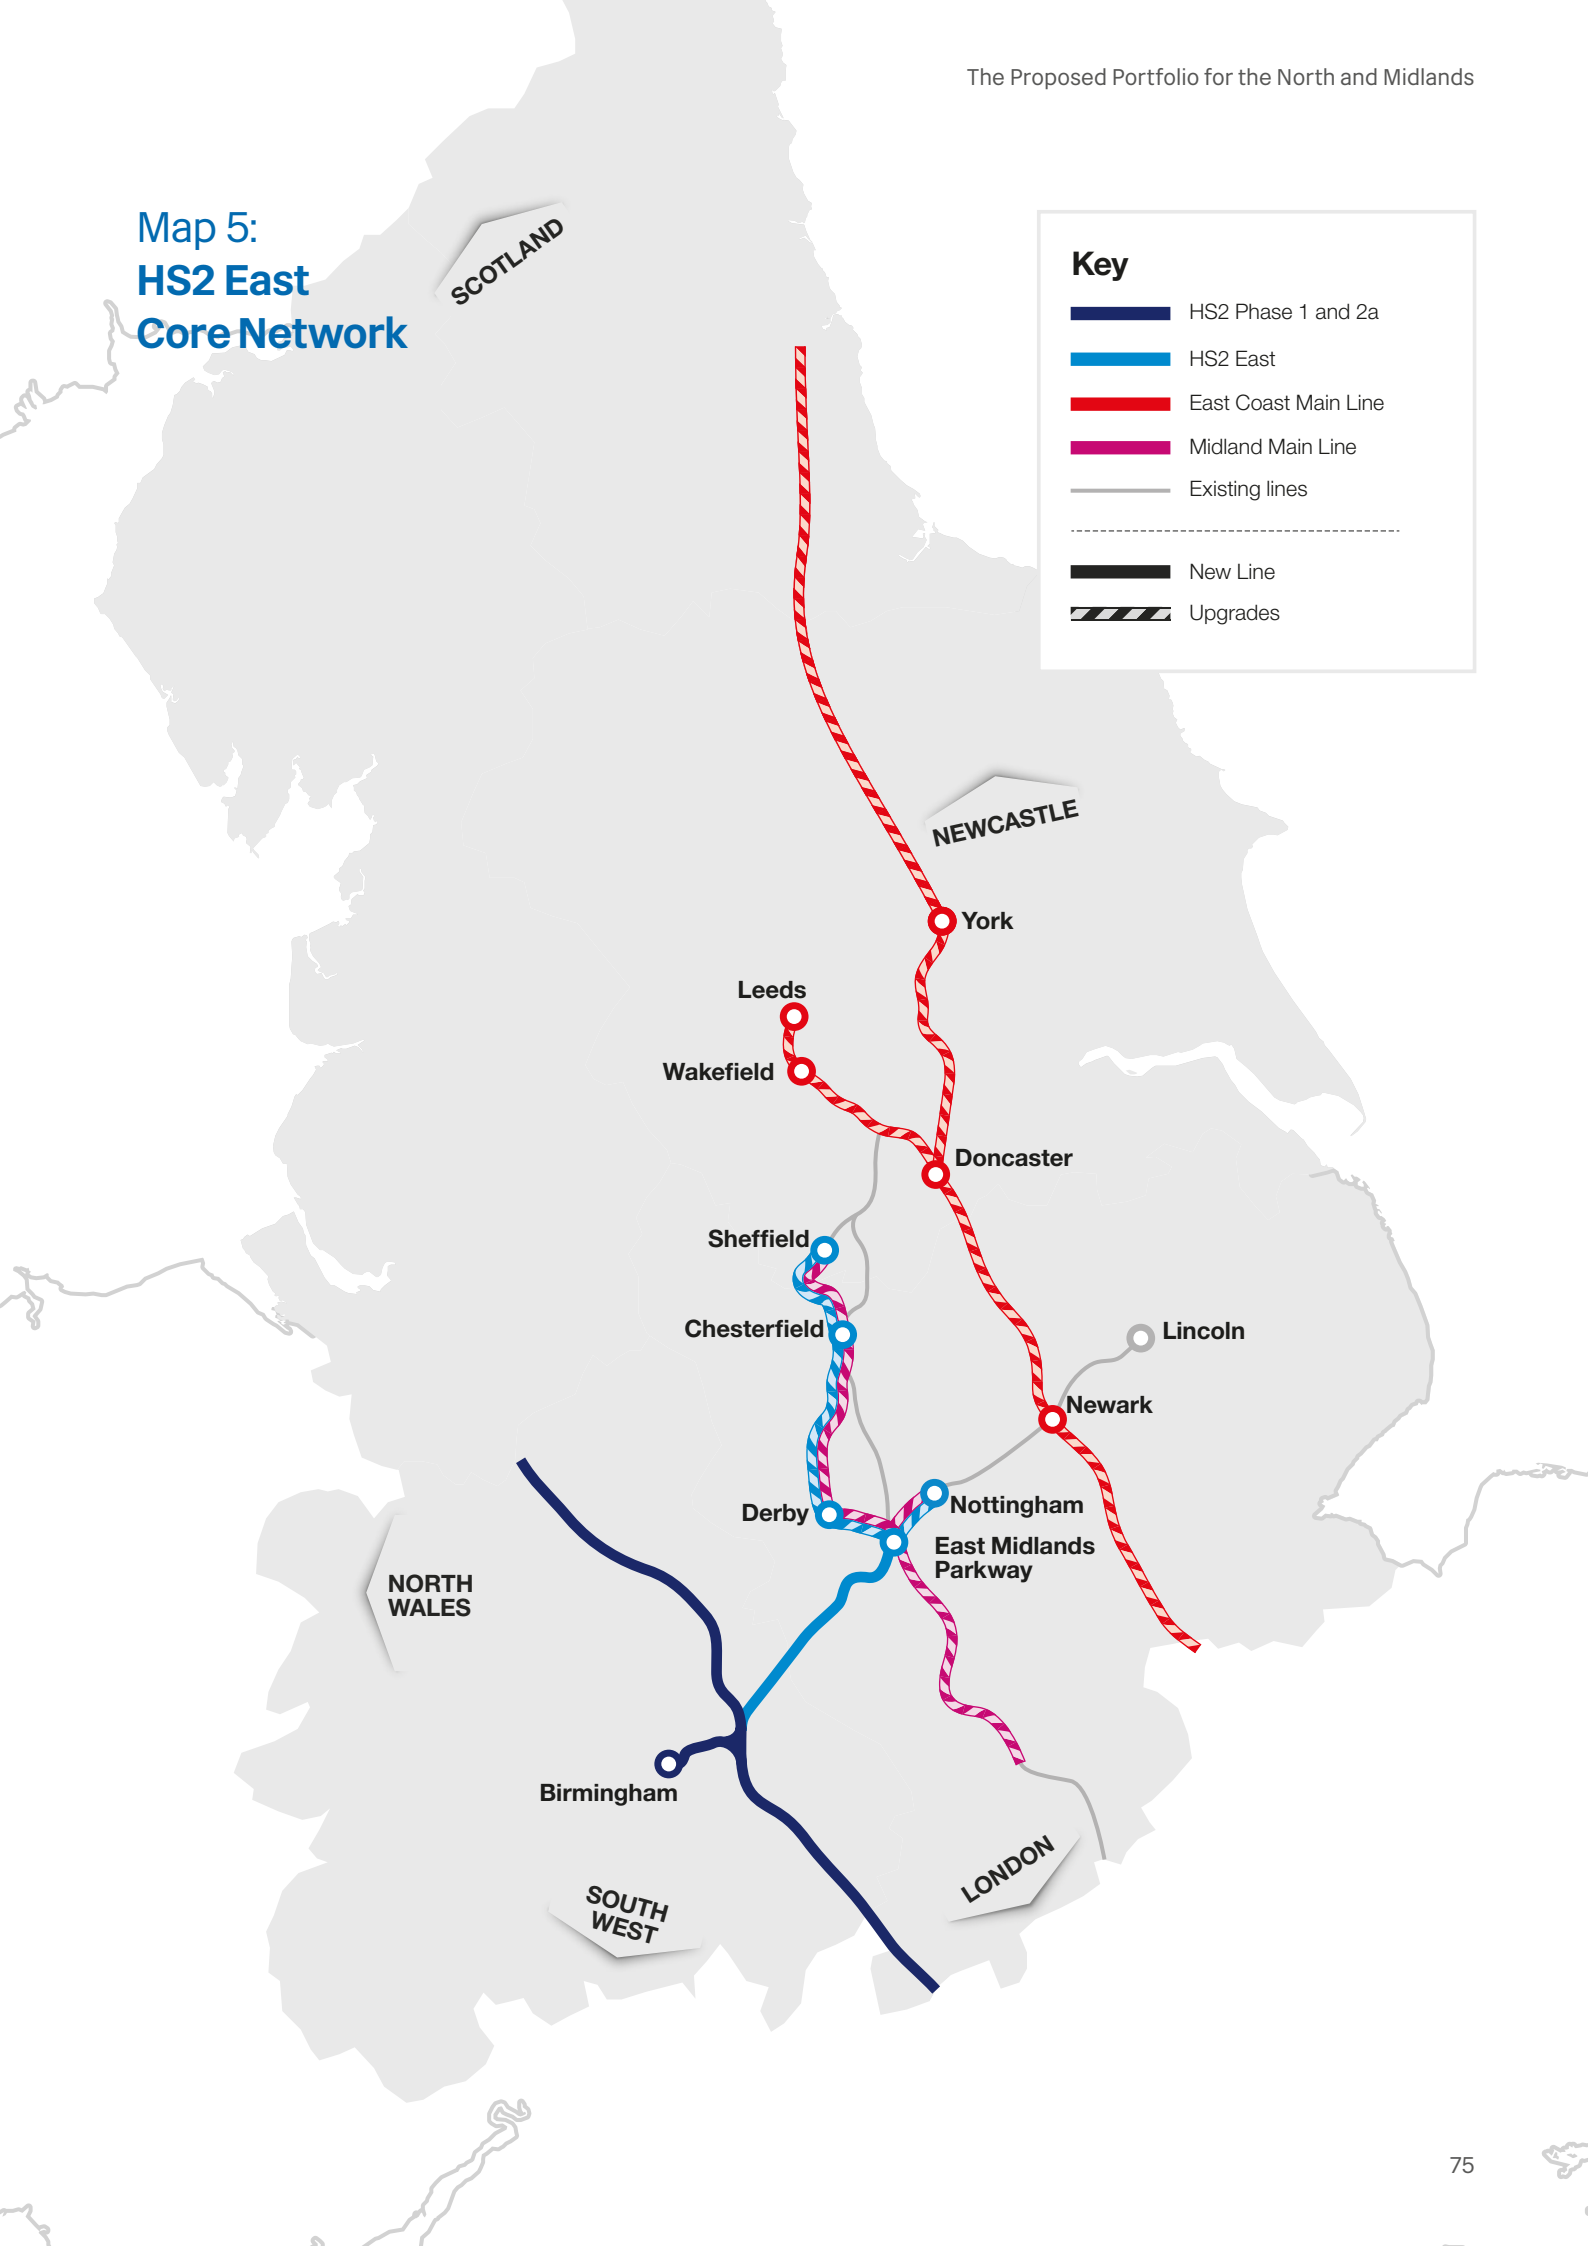 The Proposed Portfolio for the North and Midlands
Map 5:
HS2 East
Core Network
SCOTLAND
Key
HS2 Phase 1 and 2a
HS2 East
East Coast Main Line
Midland Main Line
Existing lines
New Line
Upgrades
NEWCASTLE
York
Leeds
Wakefield
Doncaster
Sheffield
Chesterfield
Lincoln
Newark
Nottingham
Derby
East Midlands
Parkway
NORTH
WALES
Birmingham
LONDON
SOUTH
WEST
75